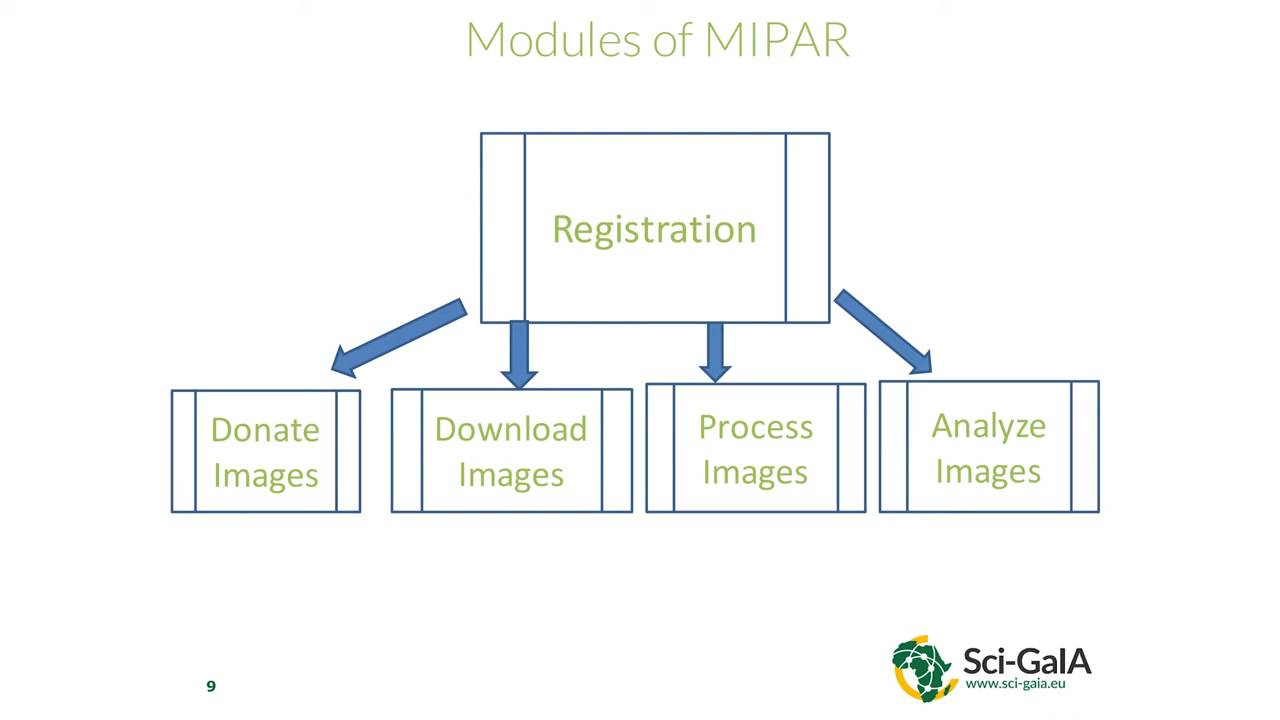 Modules of MIPAR
Registration
Donate
Images
Download
Images
Process
Images
Analyze
Images
9
Sci-GaIA
www.sci-gaia.eu